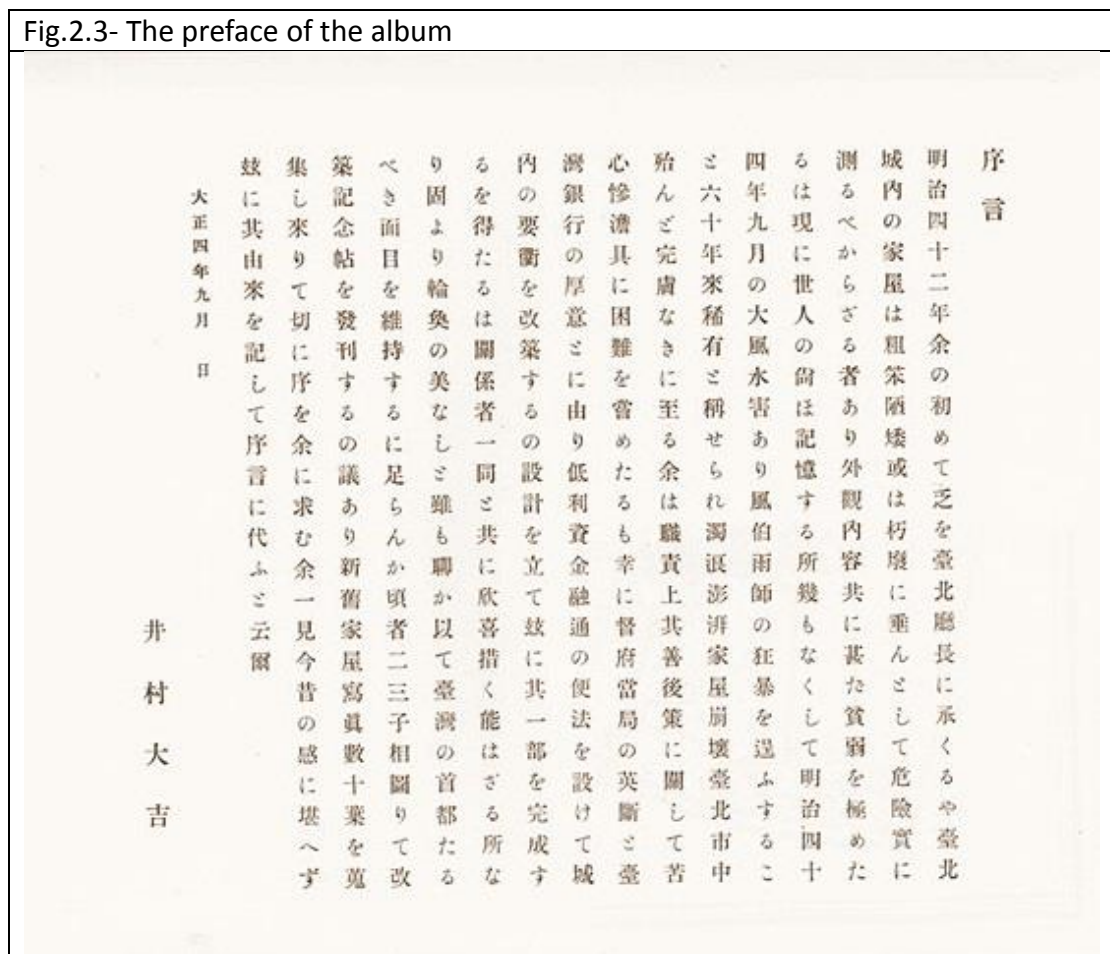 Fig.2.3- The preface of the album
序言
明治四十二年余の初めて乏を臺北廳長に承くるや臺北
城内の家屋は粗笨陋矮或は朽廢に垂んとして危險實に
測るべからざる者あり外觀内容共に甚た貧弱を極めた
るは現に世人の尙ほ記憶する所幾もなくして明治四十
四年九月の大風水害あり風伯雨師の狂暴を逞ふするこ
と六十年來稀有と稱せられ濁浪澎湃家屋崩壞臺北市中
殆んど完膚なきに至る余は職責上其善後策に關して苦
心慘澹具に困難を嘗めたるも幸に督府當局の英斷と臺
灣銀行の厚意とに由り低利資金融通の便法を設けて城
内の要衝を改築するの設計を立て玆に其一部を完成す
るを得たるは關係者一同と共に欣喜措く能はざる所な
り固より輪奐の美なしと雖も聊か以て臺灣の首都たる
べき面目を維持するに足らんか頃者二三子相圖りて改
築記念帖を發刊するの議あり新舊家屋寫眞數十葉を蒐
集し來りて切に序を余に求む余一見今昔の感に堪へず
玆に其由來を記して序言に代ふと云爾
大正四年九月 日
井村大吉